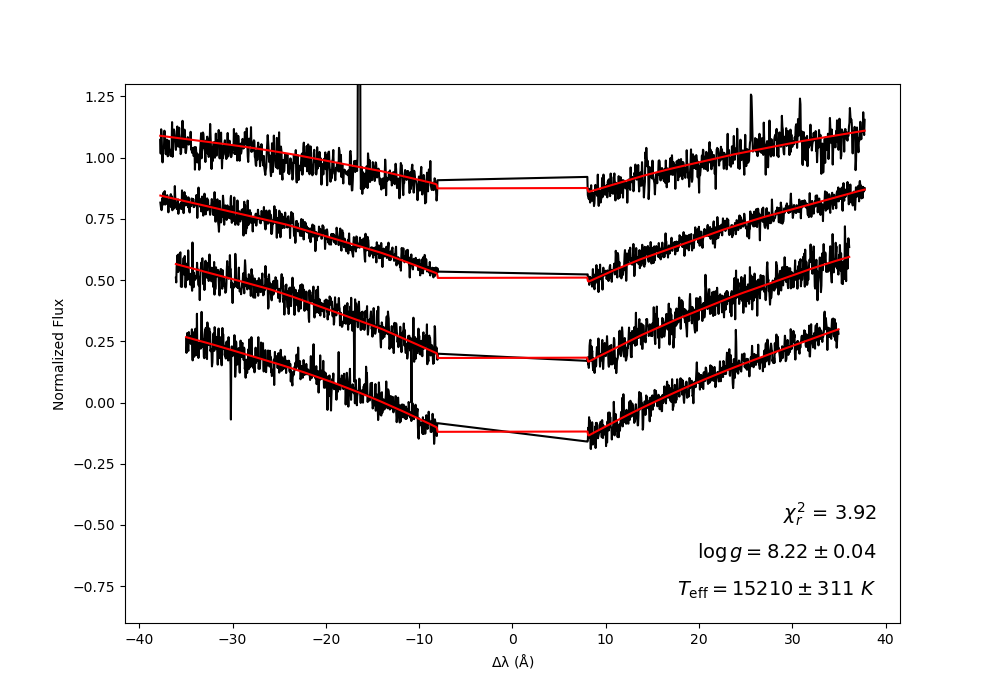 1.25
1.00
0.75
0.50
0.25
0.00
−0.25
−0.50
−0.75
Normalized Flux
χ²ᵣ = 3.92
log g = 8.22 ± 0.04
T_eff = 15210 ± 311 K
−40 −30 −20 −10 0 10 20 30 40
Δλ (Å)